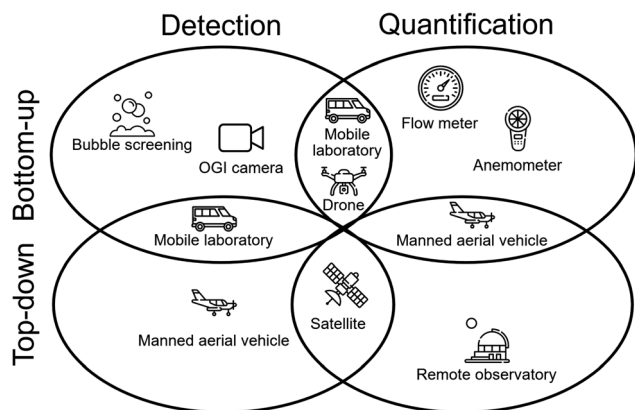 Detection
Quantification
Bottom-up
Bubble screening
OGI camera
Mobile
laboratory
Drone
Flow meter
Anemometer
Mobile laboratory
Manned aerial vehicle
Top-down
Manned aerial vehicle
Satellite
Remote observatory